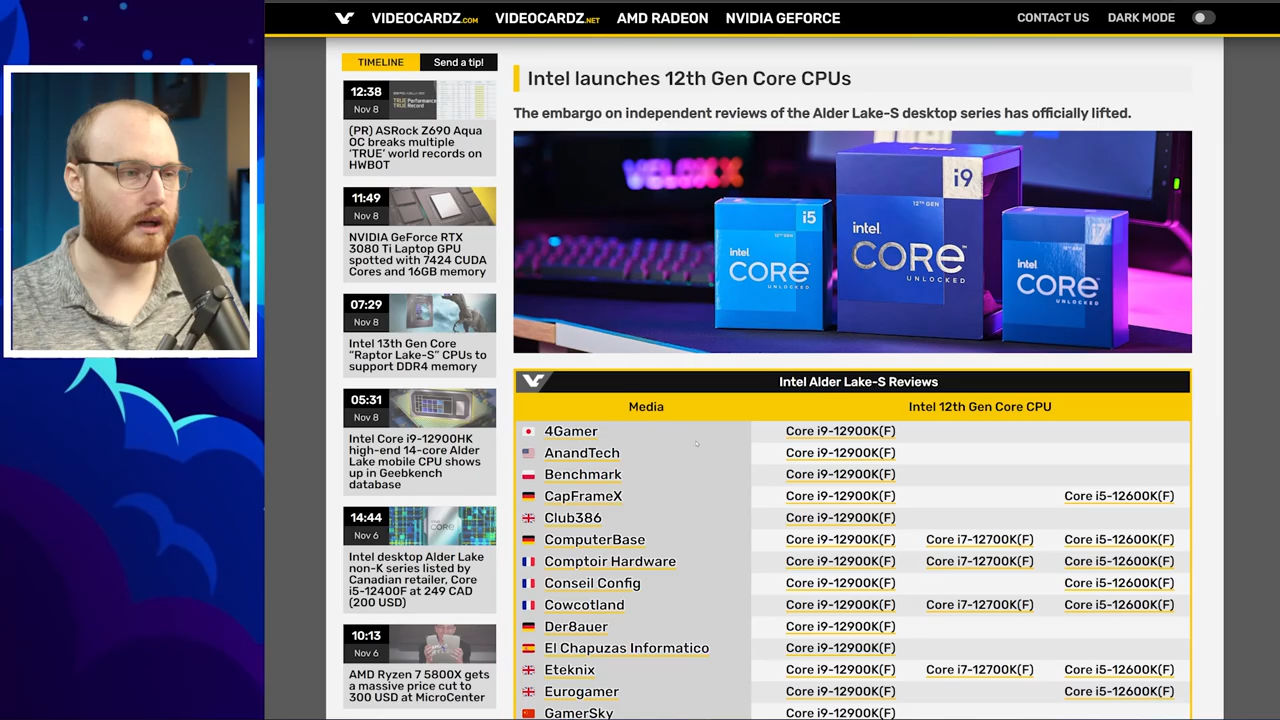 VIDEOCARDZ.COM
VIDEOCARDZ.NET
AMD RADEON
NVIDIA GEFORCE
CONTACT US
DARK MODE
TIMELINE
Send a tip!
12:38
Nov 8
TRUE Performance
TRUE Record
(PR) ASRock Z690 Aqua
OC breaks multiple
‘TRUE’ world records on
HWBOT
11:49
Nov 8
NVIDIA GeForce RTX
3080 Ti Laptop GPU
spotted with 7424 CUDA
Cores and 16GB memory
07:29
Nov 8
Intel 13th Gen Core
“Raptor Lake-S” CPUs to
support DDR4 memory
05:31
Nov 8
Intel Core i9-12900HK
high-end 14-core Alder
Lake mobile CPU shows
up in Geebkench
database
14:44
Nov 6
CORE
Intel desktop Alder Lake
non-K series listed by
Canadian retailer, Core
i5-12400F at 249 CAD
(200 USD)
10:13
Nov 6
AMD Ryzen 7 5800X gets
a massive price cut to
300 USD at MicroCenter
Intel launches 12th Gen Core CPUs
The embargo on independent reviews of the Alder Lake-S desktop series has officially lifted.
i5
12TH GEN
intel
CORE
UNLOCKED
i9
12TH GEN
intel
CORE
UNLOCKED
i7
intel
CORE
UNLOCKED
Intel Alder Lake-S Reviews
Media
Intel 12th Gen Core CPU
4Gamer Core i9-12900K(F)
AnandTech Core i9-12900K(F)
Benchmark Core i9-12900K(F)
CapFrameX Core i9-12900K(F) Core i5-12600K(F)
Club386 Core i9-12900K(F)
ComputerBase Core i9-12900K(F) Core i7-12700K(F) Core i5-12600K(F)
Comptoir Hardware Core i9-12900K(F) Core i7-12700K(F) Core i5-12600K(F)
Conseil Config Core i9-12900K(F) Core i5-12600K(F)
Cowcotland Core i9-12900K(F) Core i7-12700K(F) Core i5-12600K(F)
Der8auer Core i9-12900K(F)
El Chapuzas Informatico Core i9-12900K(F)
Eteknix Core i9-12900K(F) Core i7-12700K(F) Core i5-12600K(F)
Eurogamer Core i9-12900K(F) Core i5-12600K(F)
GamerSky Core i9-12900K(F)